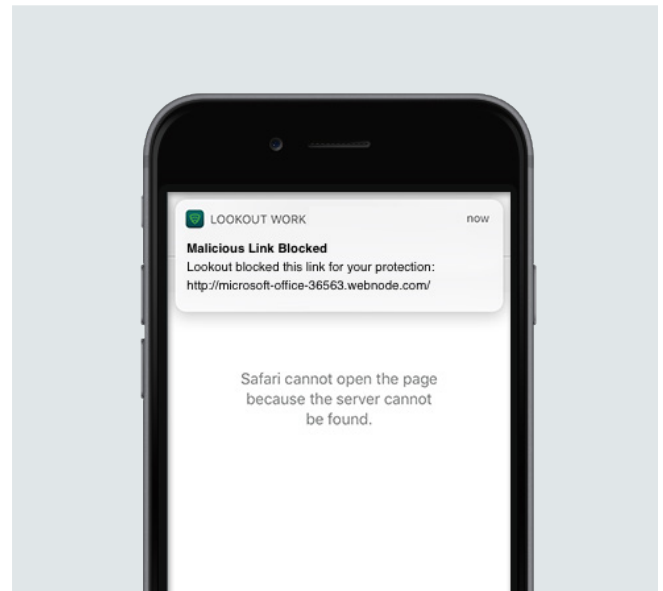 LOOKOUT WORK now
Malicious Link Blocked
Lookout blocked this link for your protection:
http://microsoft-office-36563.webnode.com/
Safari cannot open the page
because the server cannot
be found.